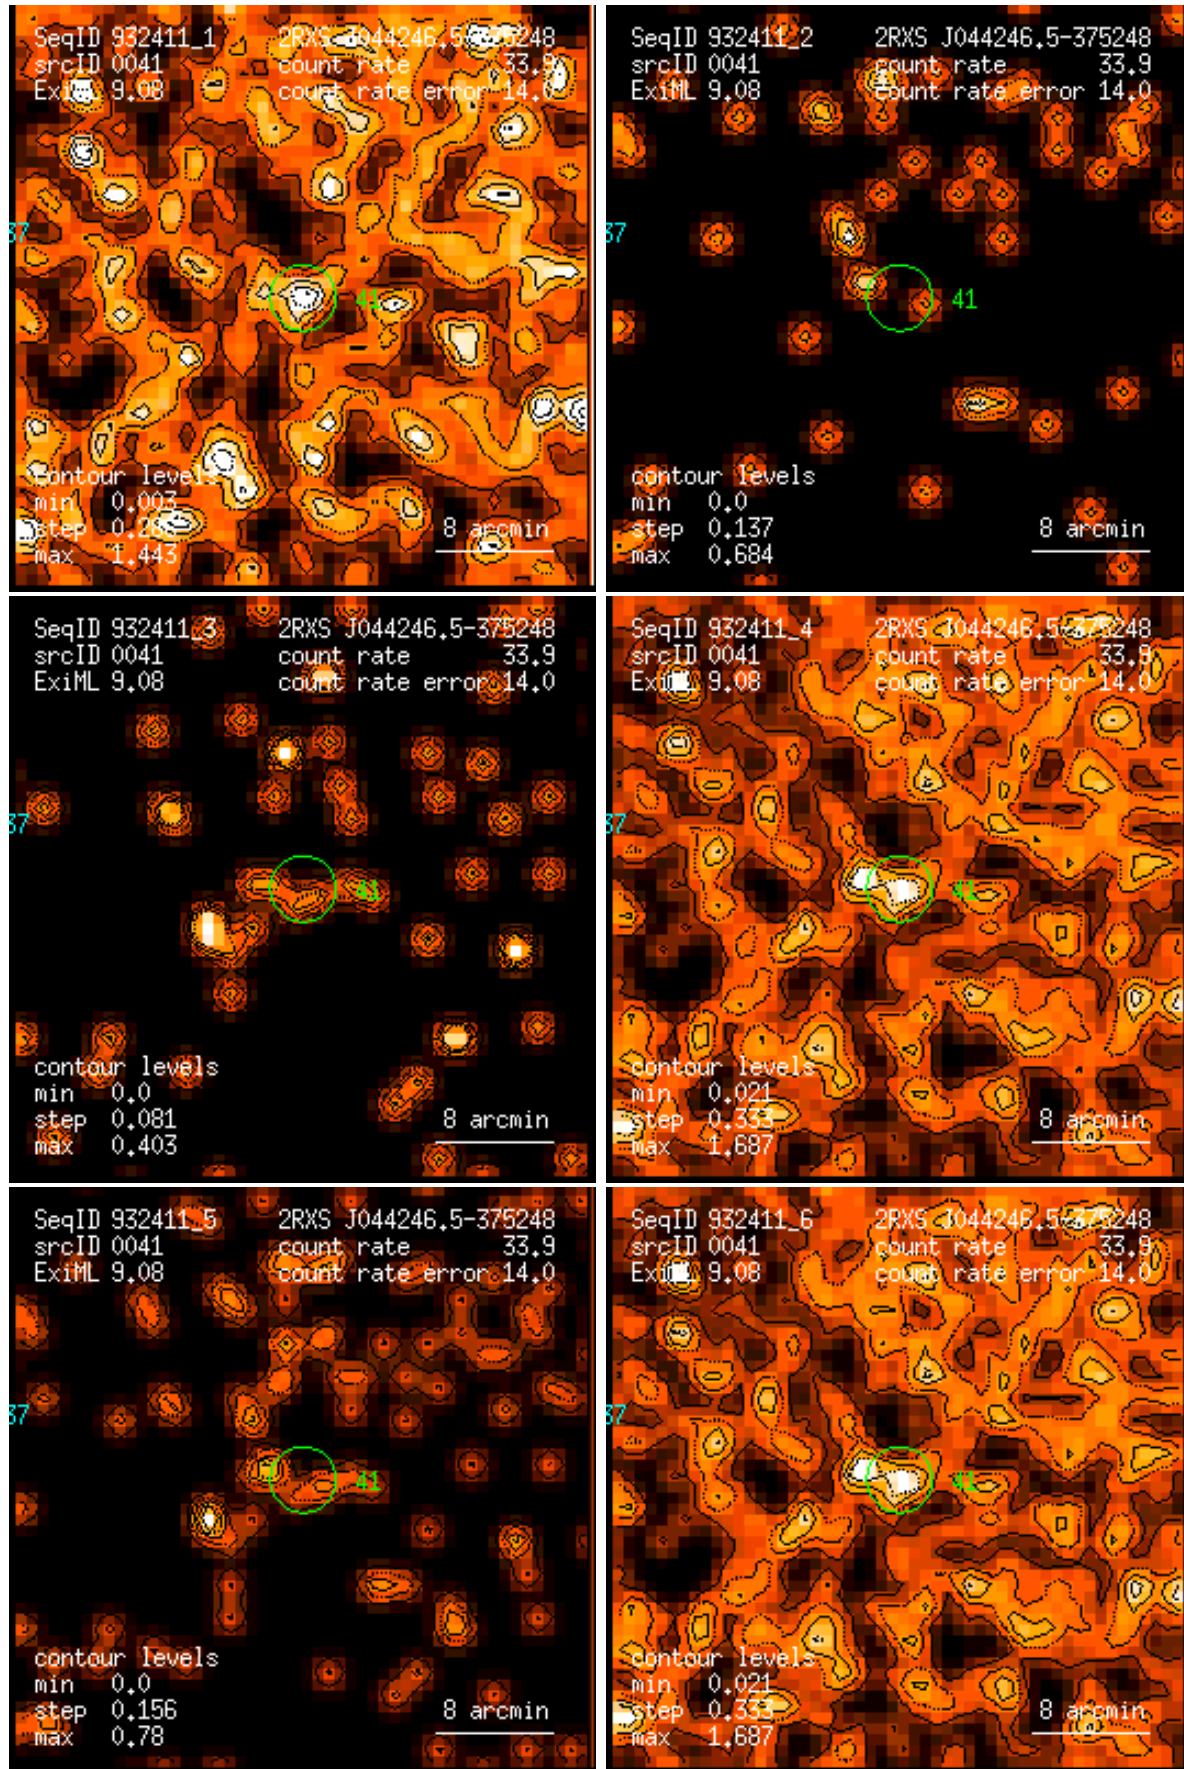 SeqID 932411_1 2RXS J044246.5-375248
srcID 0041 count rate 33.9
ExiML 9.08 count rate error 14.0
37
41
contour levels
min 0.003
step 0.288
max 1.443
8 arcmin
SeqID 932411_2 2RXS J044246.5-375248
srcID 0041 count rate 33.9
ExiML 9.08 count rate error 14.0
37
41
contour levels
min 0.0
step 0.137
max 0.684
8 arcmin
SeqID 932411_3 2RXS J044246.5-375248
srcID 0041 count rate 33.9
ExiML 9.08 count rate error 14.0
37
41
contour levels
min 0.0
step 0.081
max 0.403
8 arcmin
SeqID 932411_4 2RXS J044246.5-375248
srcID 0041 count rate 33.9
ExiML 9.08 count rate error 14.0
37
41
contour levels
min 0.021
step 0.333
max 1.687
8 arcmin
SeqID 932411_5 2RXS J044246.5-375248
srcID 0041 count rate 33.9
ExiML 9.08 count rate error 14.0
37
41
contour levels
min 0.0
step 0.156
max 0.78
8 arcmin
SeqID 932411_6 2RXS J044246.5-375248
srcID 0041 count rate 33.9
ExiML 9.08 count rate error 14.0
37
41
contour levels
min 0.021
step 0.333
max 1.687
8 arcmin